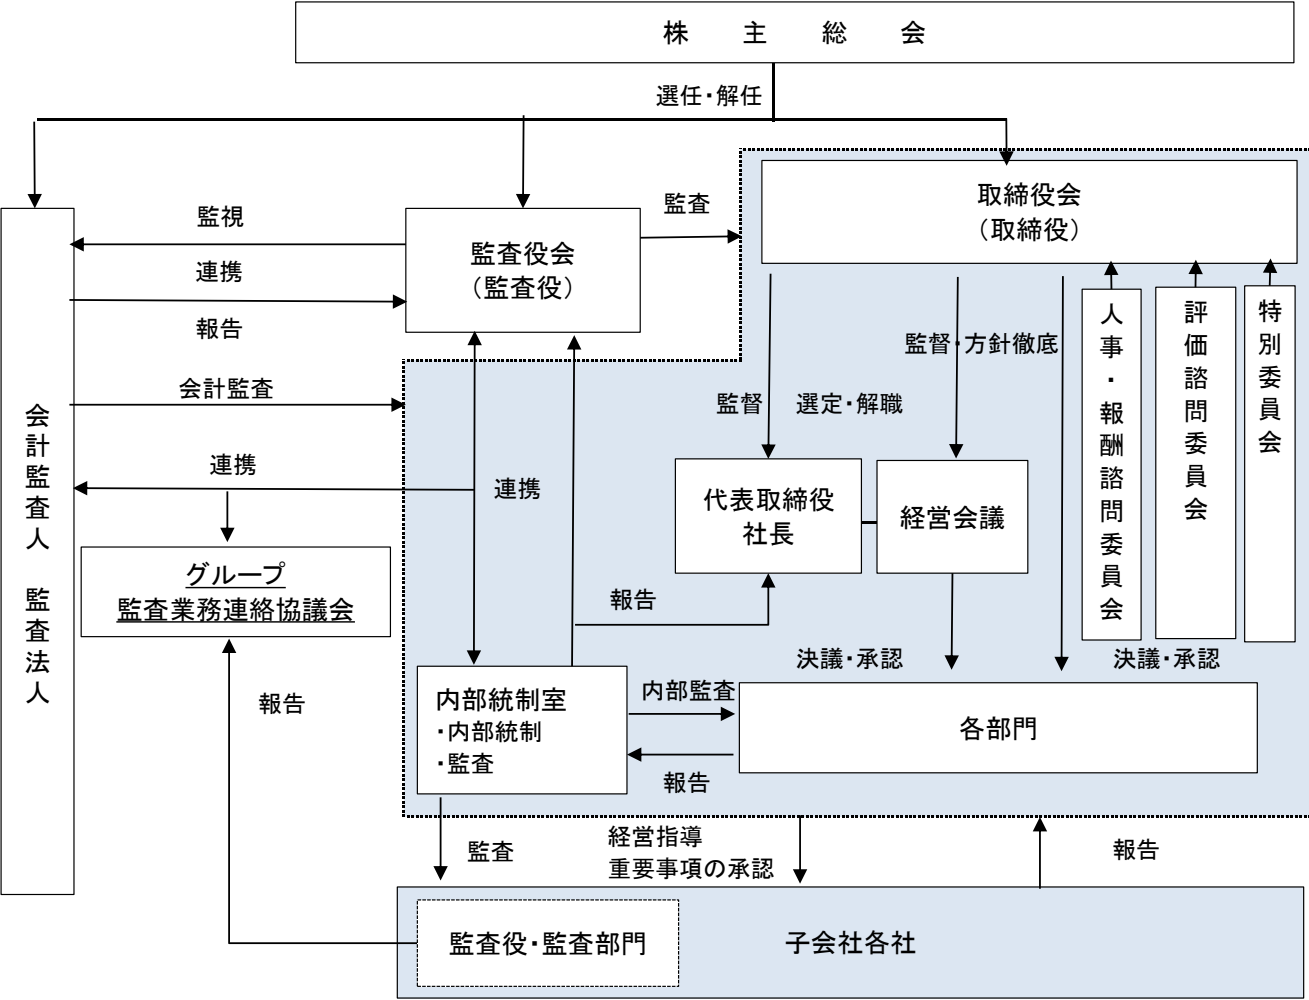 株主総会
選任・解任
取締役会
（取締役）
監査
監視
監査役会
（監査役）
連携
報告
人事・報酬諮問委員会
評価諮問委員会
特別委員会
監督・方針徹底
会計監査
監督
選定・解職
会計監査人 監査法人
連携
連携
代表取締役
社長
経営会議
グループ
監査業務連絡協議会
報告
決議・承認
決議・承認
内部統制室
・内部統制
・監査
内部監査
報告
各部門
報告
監査
経営指導
重要事項の承認
報告
監査役・監査部門
子会社各社